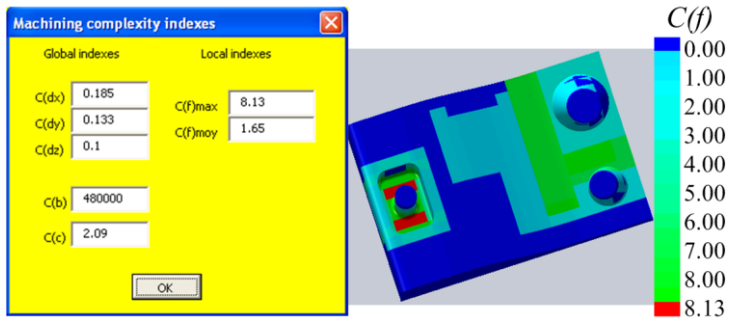 Machining complexity indexes
Global indexes
Local indexes
C(dx) 0.185
C(dy) 0.133
C(dz) 0.1
C(f)max 8.13
C(f)moy 1.65
C(b) 480000
C(c) 2.09
OK
C(f)
0.00
1.00
2.00
3.00
4.00
5.00
6.00
7.00
8.00
8.13